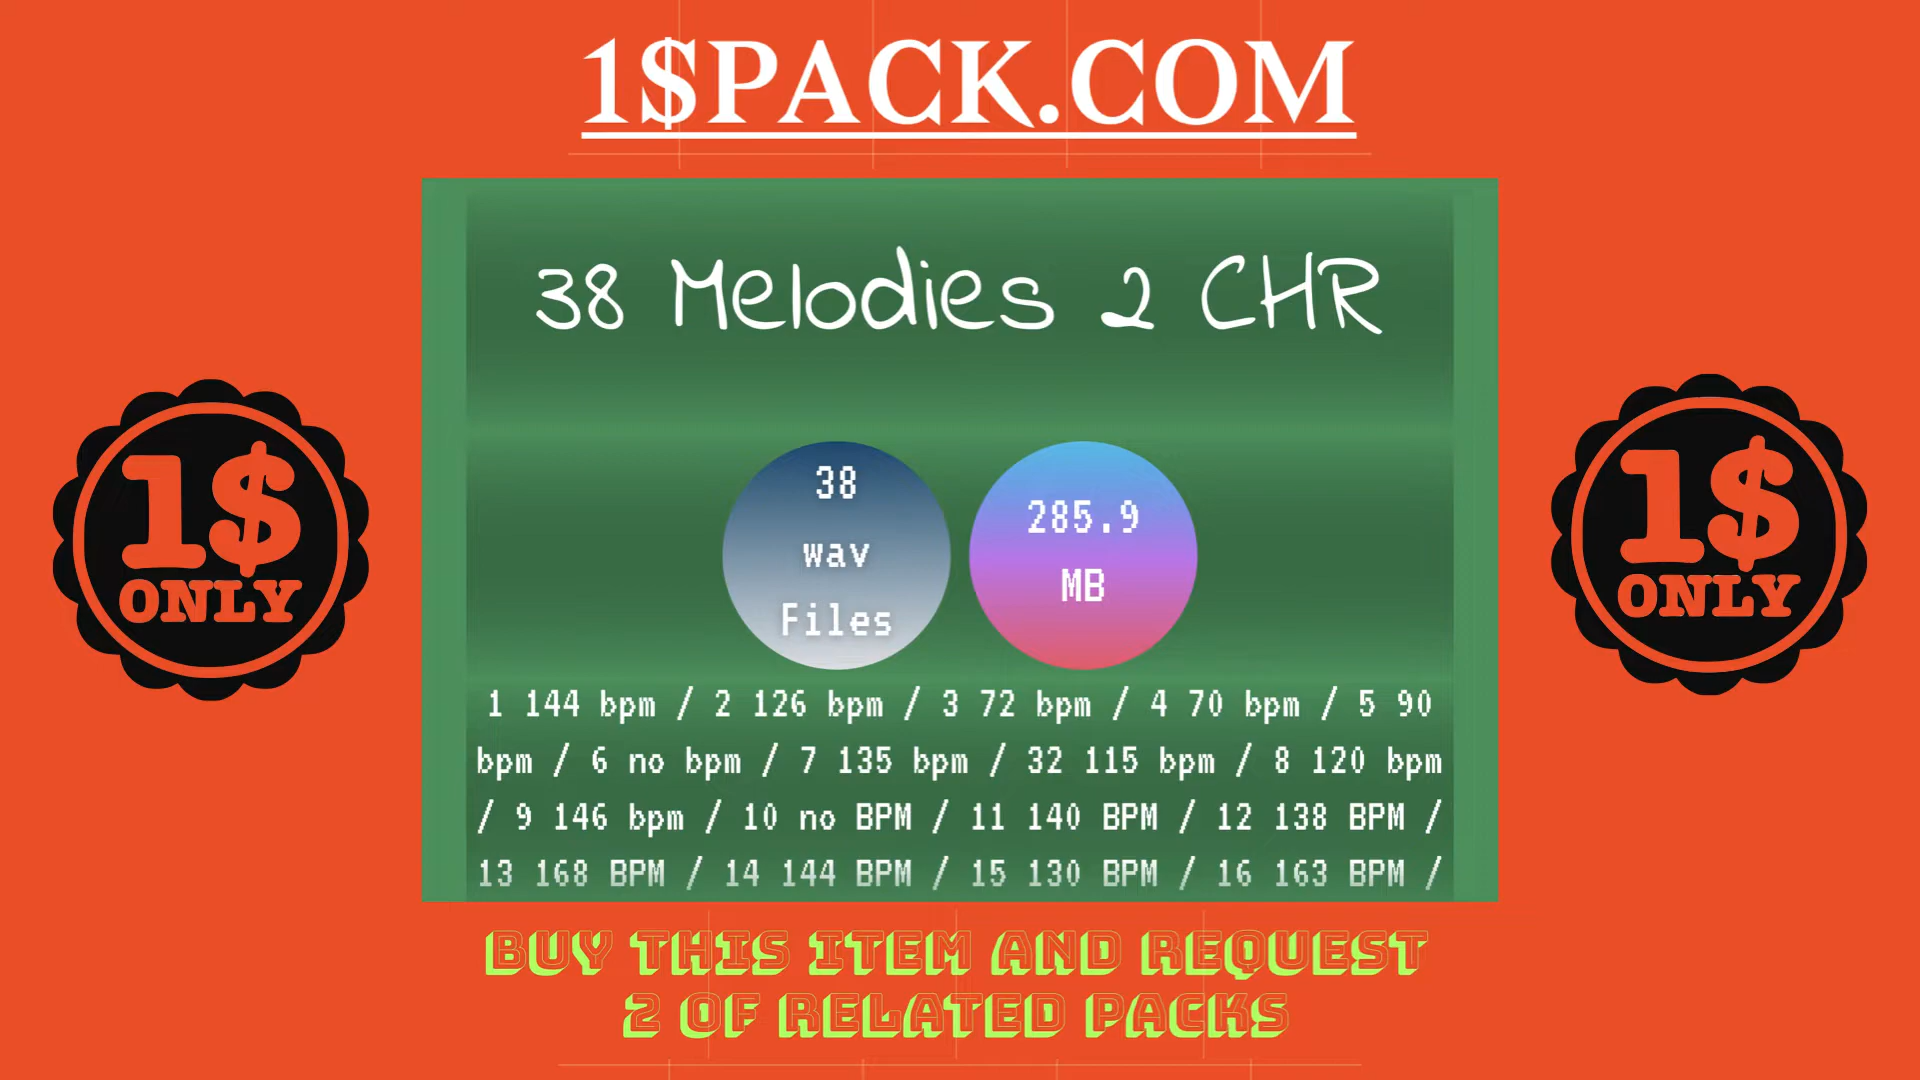 1$PACK.COM
38 Melodies 2 CHR
1$
ONLY
38
wav
Files
285.9
MB
1$
ONLY
1 144 bpm / 2 126 bpm / 3 72 bpm / 4 70 bpm / 5 90
bpm / 6 no bpm / 7 135 bpm / 32 115 bpm / 8 120 bpm
/ 9 146 bpm / 10 no BPM / 11 140 BPM / 12 138 BPM /
13 168 BPM / 14 144 BPM / 15 130 BPM / 16 163 BPM /
BUY THIS ITEM AND REQUEST
2 OF RELATED PACKS